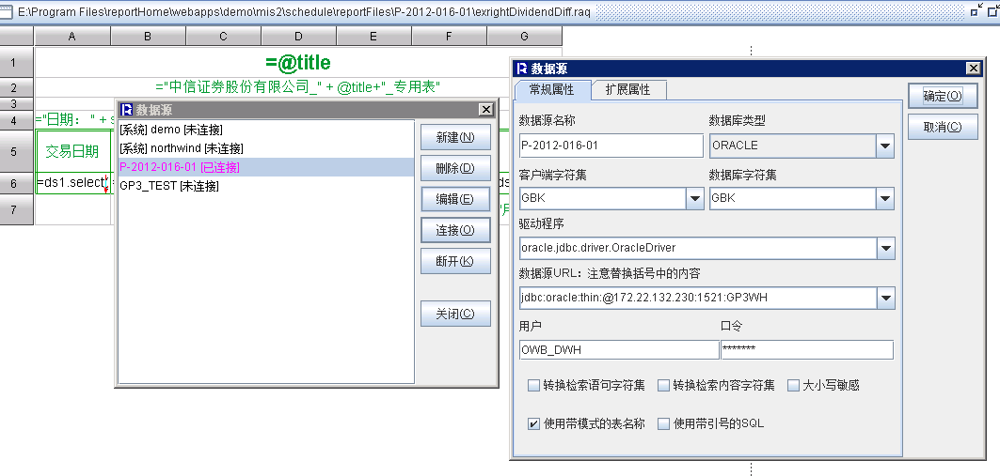 E:\Program Files\reportHome\webapps\demo\mis2\schedule\reportFiles\P-2012-016-01\exrightDividendDiff.raq
A B C D E F G
1 =@title
2 ="中信证券股份有限公司_" + @title+"_专用表"
3
4 ="日期： " + s
5 交易日期
6 =ds1.select =
7
数据源
[系统] demo [未连接]
[系统] northwind [未连接]
P-2012-016-01 [已连接]
GP3_TEST [未连接]
新建(N)
删除(D)
编辑(E)
连接(O)
断开(K)
关闭(C)
数据源
常规属性 扩展属性
确定(O)
取消(C)
数据源名称 数据库类型
P-2012-016-01 ORACLE
客户端字符集 数据库字符集
GBK GBK
驱动程序
oracle.jdbc.driver.OracleDriver
数据源URL：注意替换括号中的内容
jdbc:oracle:thin:@172.22.132.230:1521:GP3WH
用户 口令
OWB_DWH *******
转换检索语句字符集 转换检索内容字符集 大小写敏感
使用带模式的表名称 使用带引号的SQL